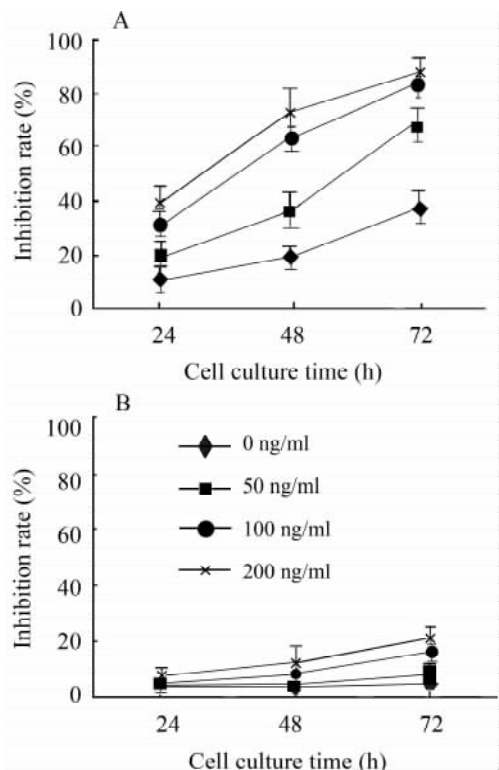 A
100
80
60
40
20
0
Inhibition rate (%)
24 48 72
Cell culture time (h)
B
100
80
60
40
20
0
Inhibition rate (%)
0 ng/ml
50 ng/ml
100 ng/ml
200 ng/ml
24 48 72
Cell culture time (h)